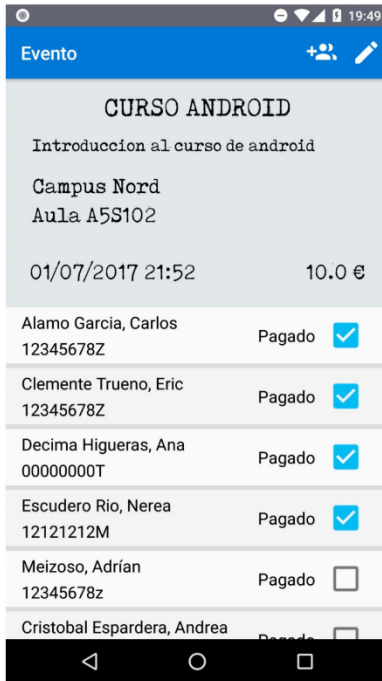 19:49
Evento
CURSO ANDROID
Introduccion al curso de android
Campus Nord
Aula A5S102
01/07/2017 21:52 10.0 €
Alamo Garcia, Carlos
12345678Z
Pagado
Clemente Trueno, Eric
12345678Z
Pagado
Decima Higueras, Ana
00000000T
Pagado
Escudero Rio, Nerea
12121212M
Pagado
Meizoso, Adrían
12345678z
Pagado
Cristobal Espardera, Andrea
Pagado